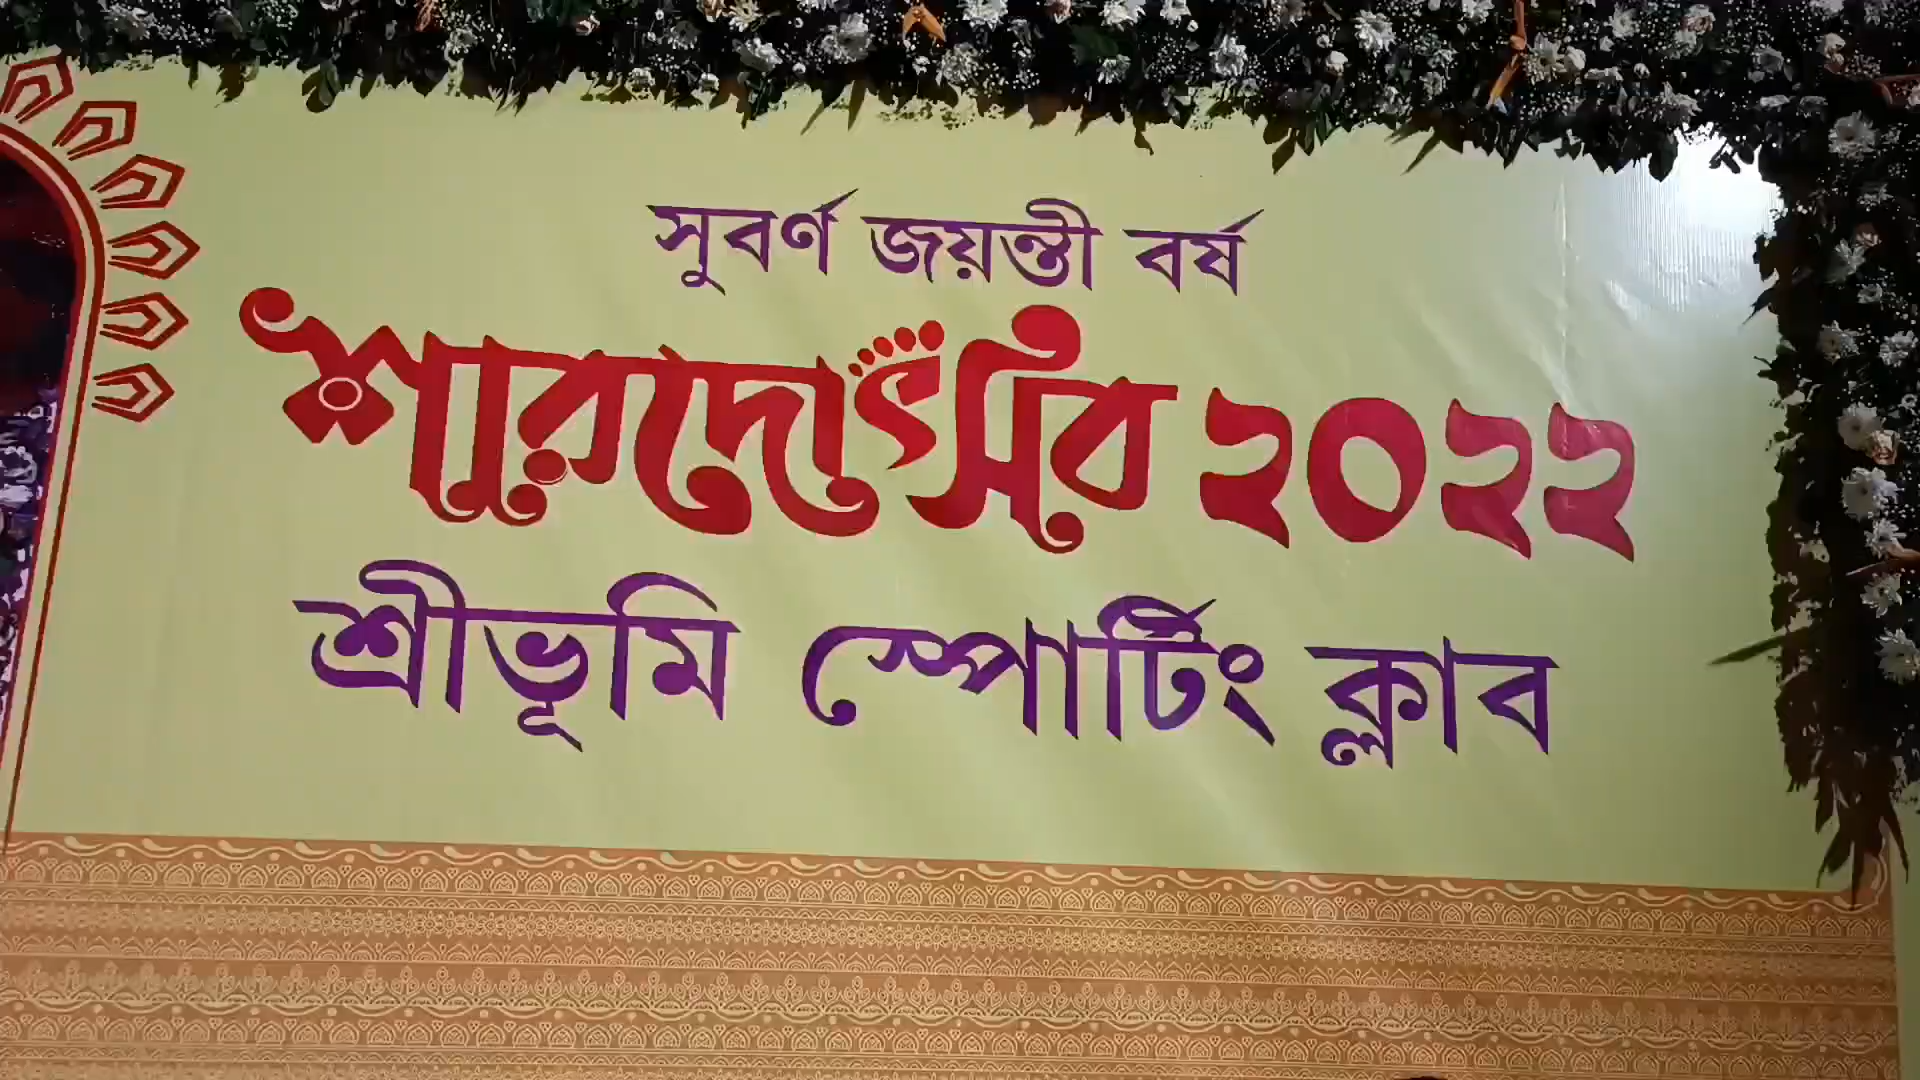 সুবর্ণ জয়ন্তী বর্ষ
শারদোৎসব ২০২২
শ্রীভূমি স্পোর্টিং ক্লাব